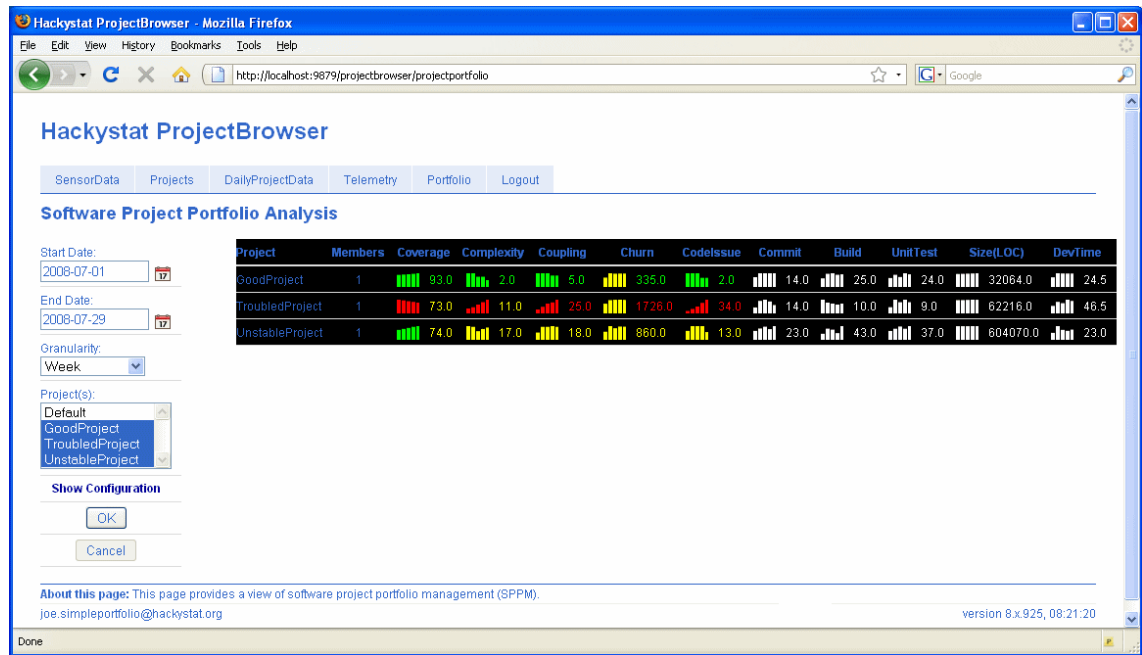 Hackystat ProjectBrowser - Mozilla Firefox
File Edit View History Bookmarks Tools Help
http://localhost:9879/projectbrowser/projectportfolio
G Google
Hackystat ProjectBrowser
SensorData Projects DailyProjectData Telemetry Portfolio Logout
Software Project Portfolio Analysis
Start Date:
2008-07-01
17
End Date:
2008-07-29
17
Granularity:
Week
Project(s):
Default
GoodProject
TroubledProject
UnstableProject
Show Configuration
OK
Cancel
Project Members Coverage Complexity Coupling Churn CodeIssue Commit Build UnitTest Size(LOC) DevTime
GoodProject 1 93.0 2.0 5.0 335.0 2.0 14.0 25.0 24.0 32064.0 24.5
TroubledProject 1 73.0 11.0 25.0 1726.0 34.0 14.0 10.0 9.0 62216.0 46.5
UnstableProject 1 74.0 17.0 18.0 860.0 13.0 23.0 43.0 37.0 604070.0 23.0
About this page: This page provides a view of software project portfolio management (SPPM).
joe.simpleportfolio@hackystat.org version 8.x.925, 08:21:20
Done